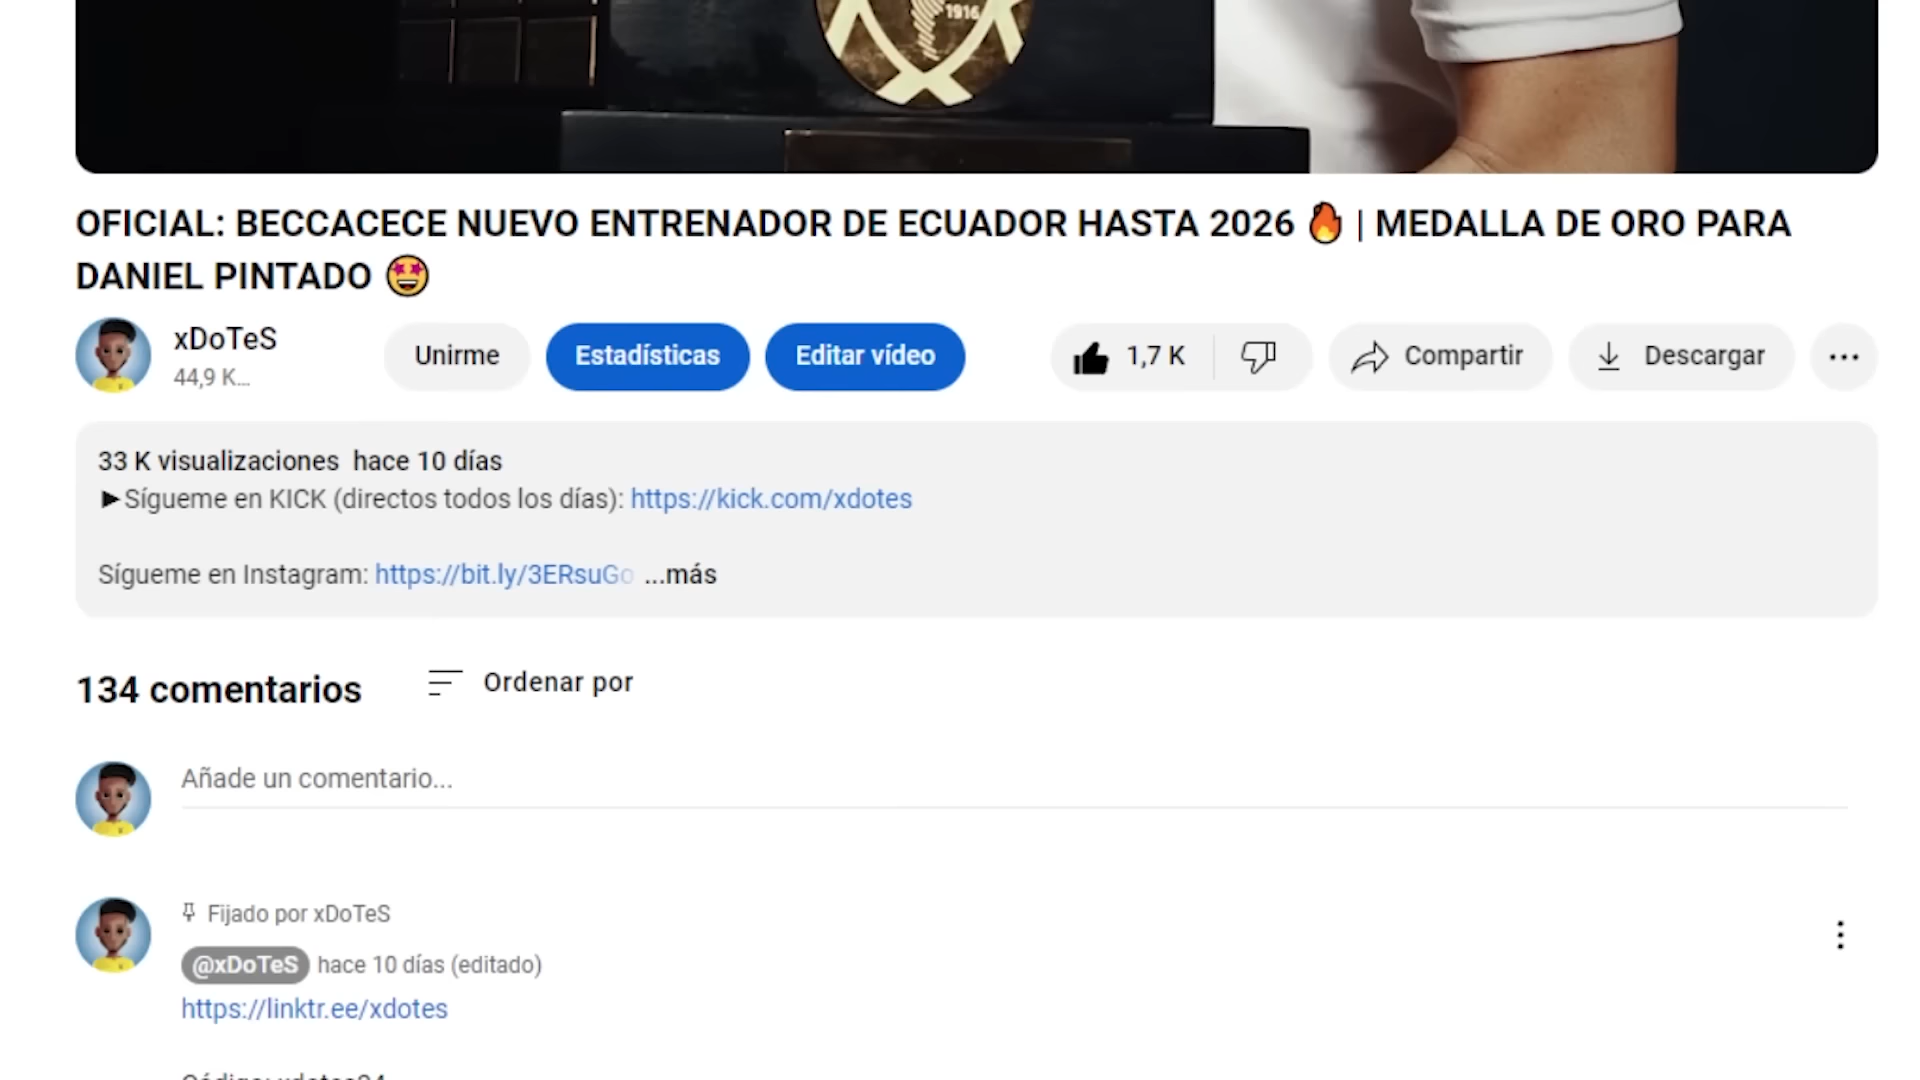 1916
OFICIAL: BECCACECE NUEVO ENTRENADOR DE ECUADOR HASTA 2026 🔥 | MEDALLA DE ORO PARA
DANIEL PINTADO 🤩
xDoTeS
44,9 K...
Unirme
Estadísticas
Editar vídeo
1,7 K
Compartir
Descargar
33 K visualizaciones hace 10 días
►Sígueme en KICK (directos todos los días): https://kick.com/xdotes
Sígueme en Instagram: https://bit.ly/3ERsuGo ...más
134 comentarios
Ordenar por
Añade un comentario...
Fijado por xDoTeS
@xDoTeS hace 10 días (editado)
https://linktr.ee/xdotes